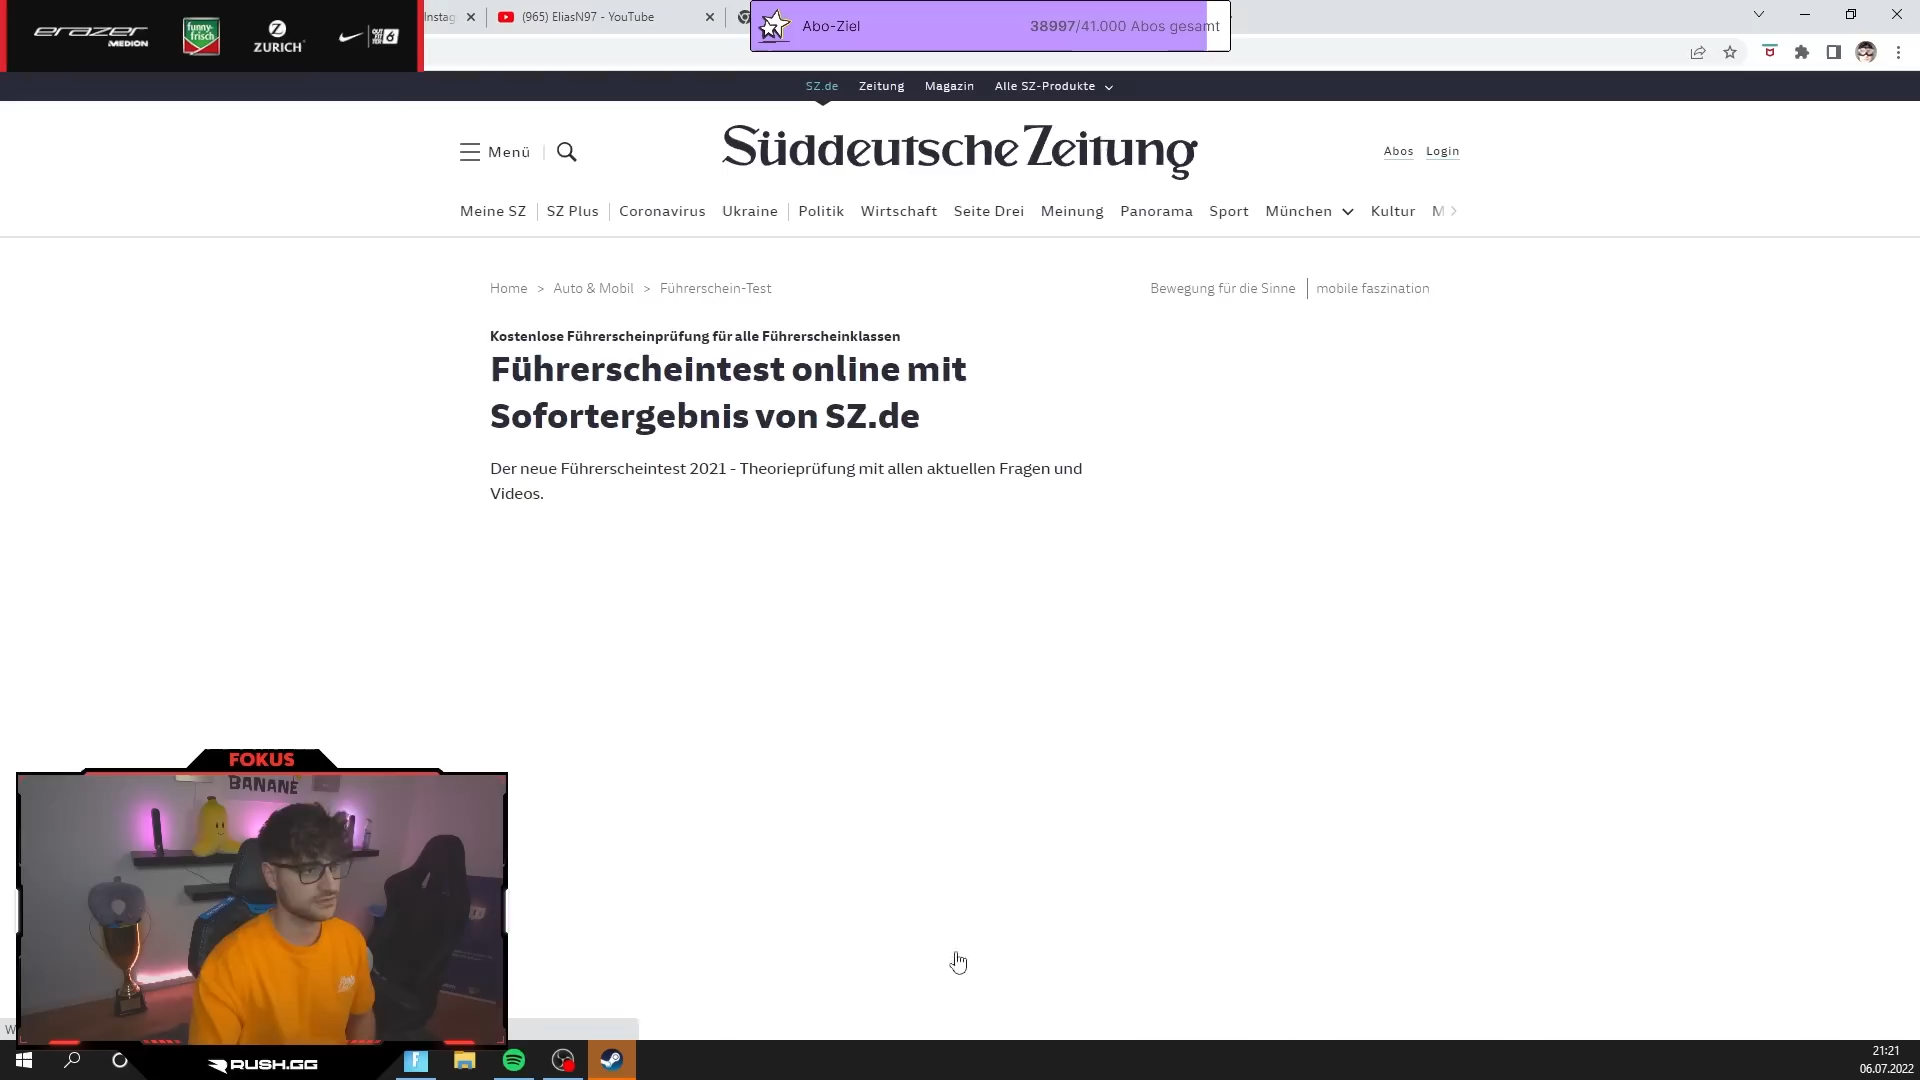 erazer
MEDION
funny-frisch
ZURICH
Instag
(965) EliasN97 - YouTube
Abo-Ziel
38997/41.000 Abos gesamt
SZ.de
Zeitung
Magazin
Alle SZ-Produkte
Menü
Süddeutsche Zeitung
Abos
Login
Meine SZ
SZ Plus
Coronavirus
Ukraine
Politik
Wirtschaft
Seite Drei
Meinung
Panorama
Sport
München
Kultur
M
Home > Auto & Mobil > Führerschein-Test
Bewegung für die Sinne
mobile faszination
Kostenlose Führerscheinprüfung für alle Führerscheinklassen
Führerscheintest online mit
Sofortergebnis von SZ.de
Der neue Führerscheintest 2021 - Theorieprüfung mit allen aktuellen Fragen und
Videos.
FOKUS
BANANE
W
RUSH.GG
21:21
06.07.2022